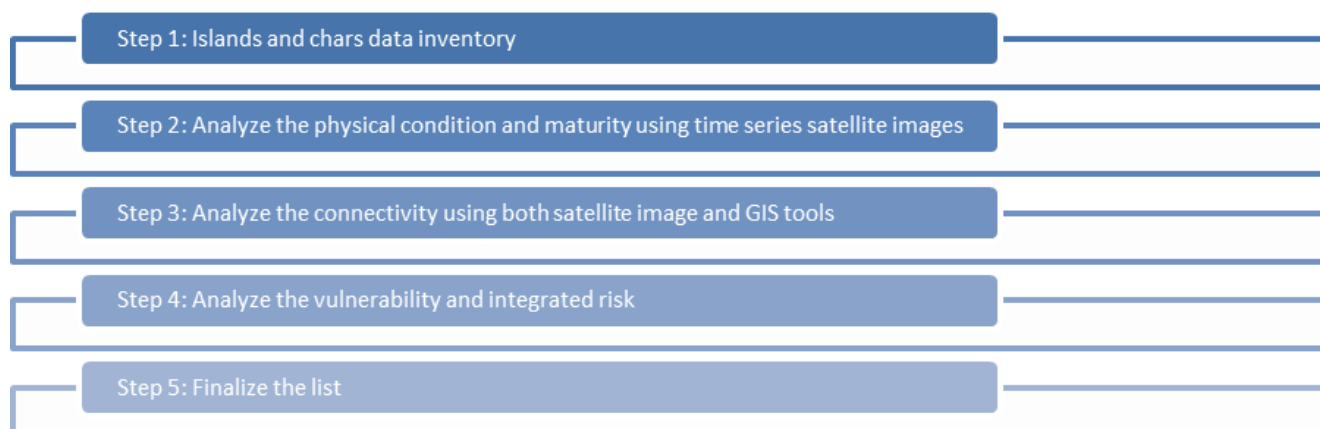 Step 1: Islands and chars data inventory
Step 2: Analyze the physical condition and maturity using time series satellite images
Step 3: Analyze the connectivity using both satellite image and GIS tools
Step 4: Analyze the vulnerability and integrated risk
Step 5: Finalize the list